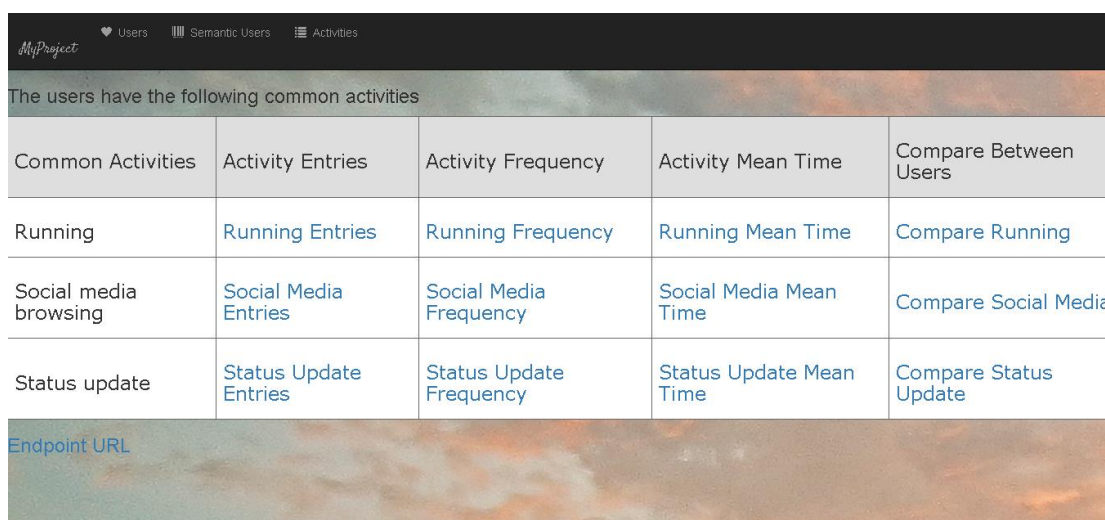 MyProject
Users
Semantic Users
Activities
The users have the following common activities
Common Activities
Activity Entries
Activity Frequency
Activity Mean Time
Compare Between
Users
Running
Running Entries
Running Frequency
Running Mean Time
Compare Running
Social media
browsing
Social Media
Entries
Social Media
Frequency
Social Media Mean
Time
Compare Social Media
Status update
Status Update
Entries
Status Update
Frequency
Status Update Mean
Time
Compare Status
Update
Endpoint URL